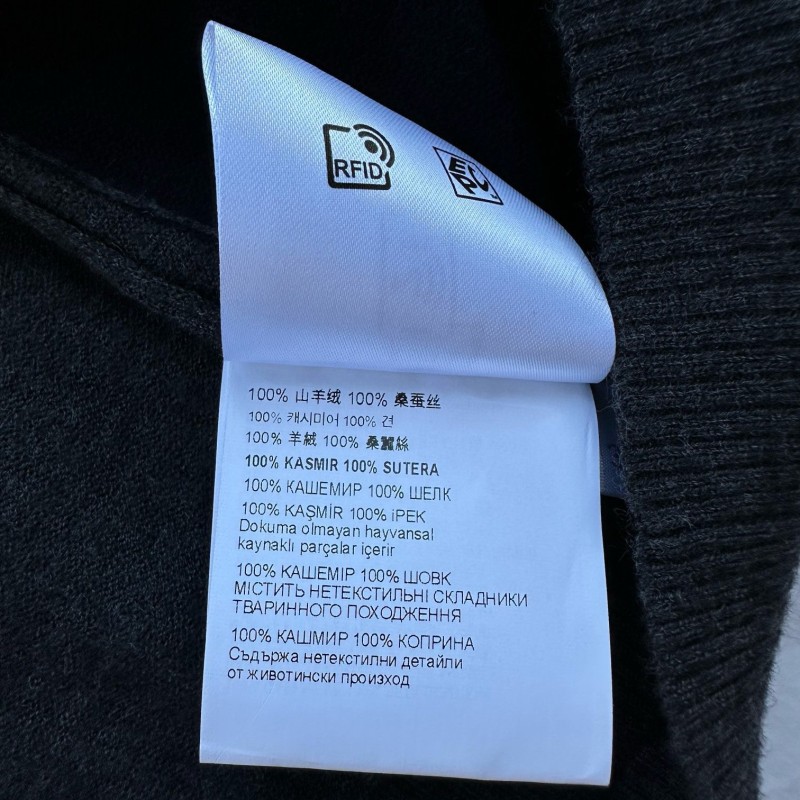 RFID
100% 山羊绒 100% 桑蚕丝
100% 캐시미어 100% 견
100% 羊絨 100% 桑蠶絲
100% KASMIR 100% SUTERA
100% КАШЕМИР 100% ШЕЛК
100% KAŞMİR 100% İPEK
Dokuma olmayan hayvansal
kaynaklı parçalar içerir
100% КАШЕМІР 100% ШОВК
МІСТИТЬ НЕТЕКСТИЛЬНІ СКЛАДНИКИ
ТВАРИННОГО ПОХОДЖЕННЯ
100% КАШМИР 100% КОПРИНА
Съдържа нетекстилни детайли
от животински произход